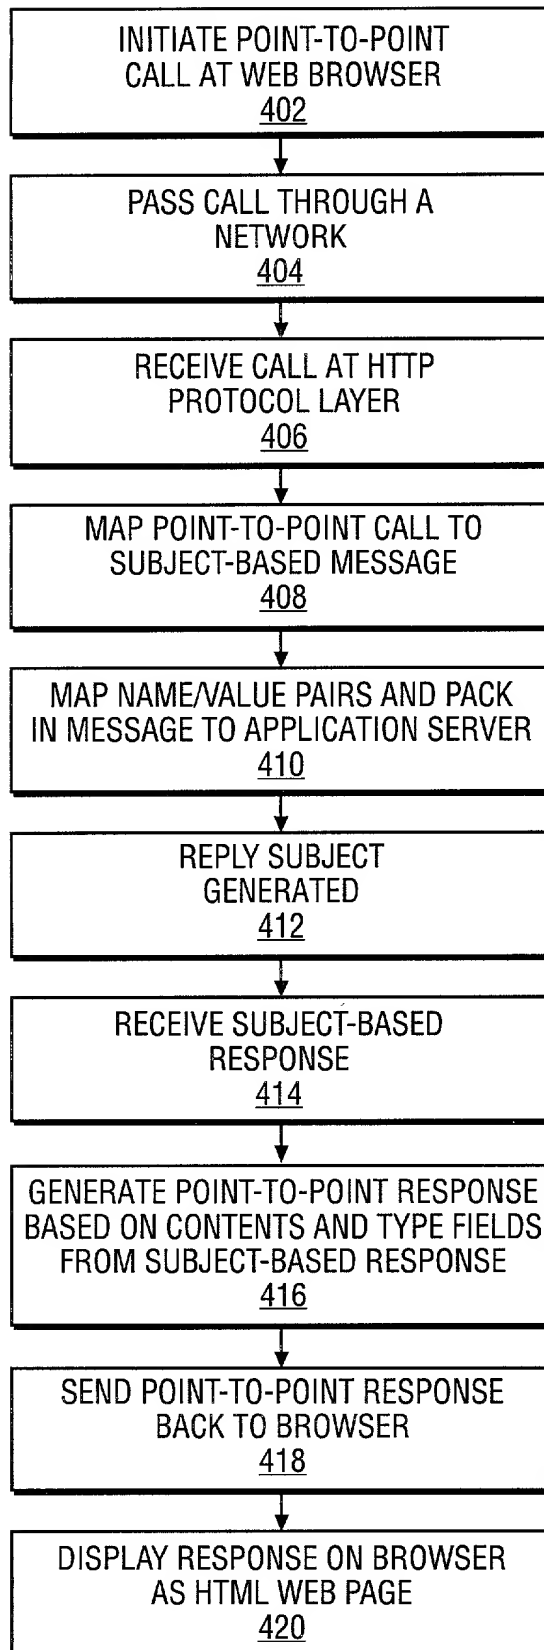 INITIATE POINT-TO-POINT
CALL AT WEB BROWSER
402
PASS CALL THROUGH A
NETWORK
404
RECEIVE CALL AT HTTP
PROTOCOL LAYER
406
MAP POINT-TO-POINT CALL TO
SUBJECT-BASED MESSAGE
408
MAP NAME/VALUE PAIRS AND PACK
IN MESSAGE TO APPLICATION SERVER
410
REPLY SUBJECT
GENERATED
412
RECEIVE SUBJECT-BASED
RESPONSE
414
GENERATE POINT-TO-POINT RESPONSE
BASED ON CONTENTS AND TYPE FIELDS
FROM SUBJECT-BASED RESPONSE
416
SEND POINT-TO-POINT RESPONSE
BACK TO BROWSER
418
DISPLAY RESPONSE ON BROWSER
AS HTML WEB PAGE
420